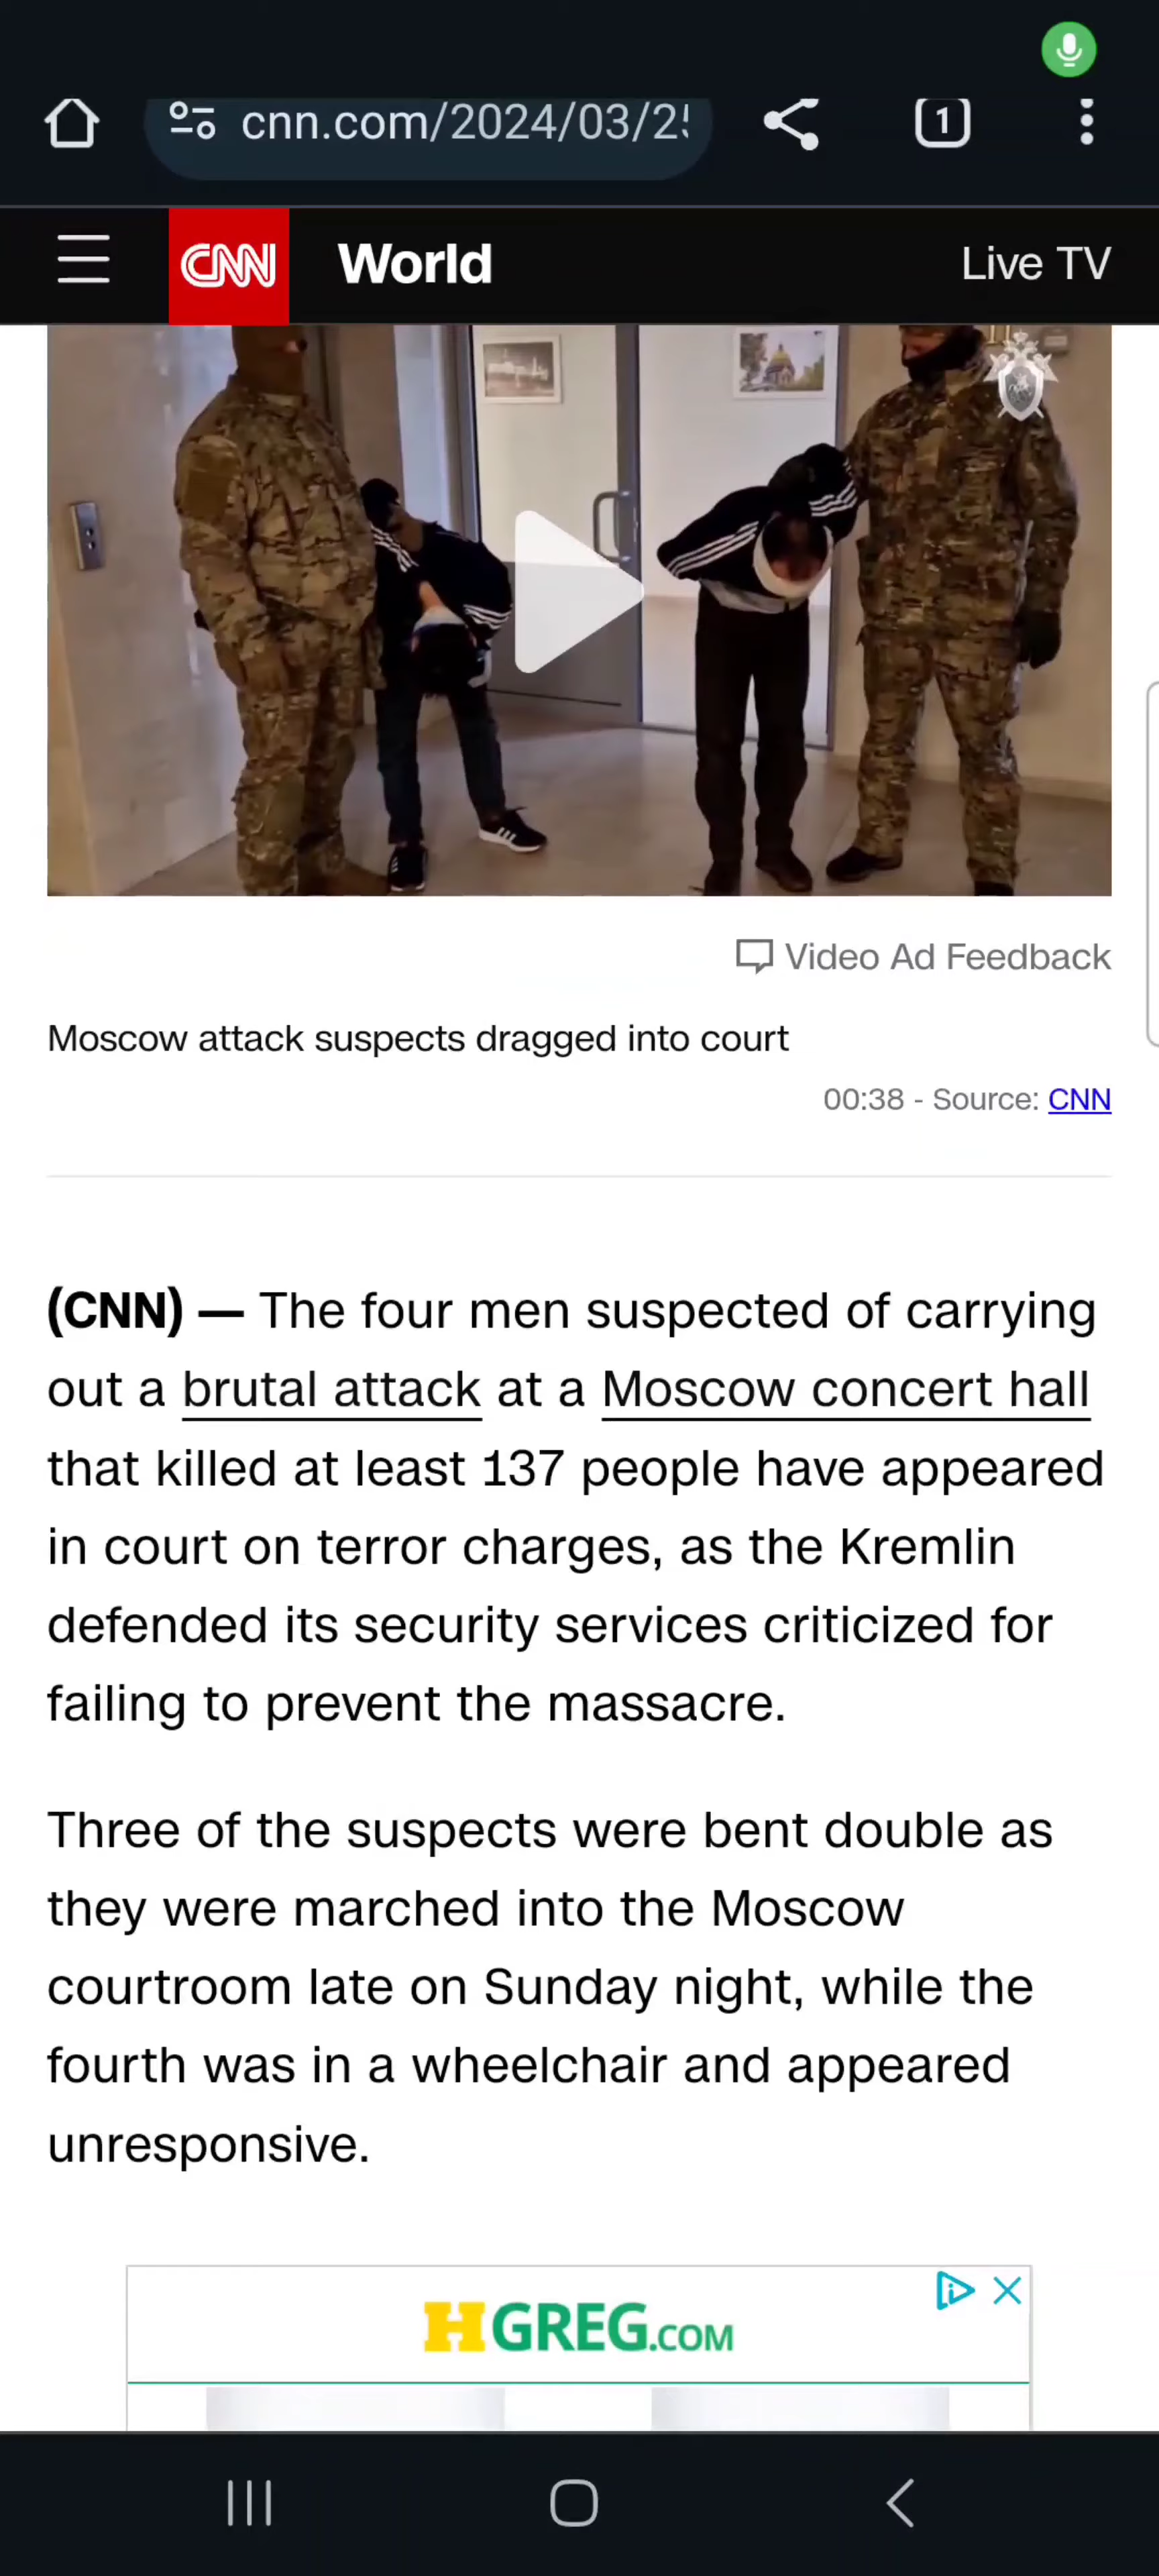 cnn.com/2024/03/2
1
CNN
World
Live TV
Video Ad Feedback
Moscow attack suspects dragged into court
00:38 - Source: CNN
(CNN) — The four men suspected of carrying
out a brutal attack at a Moscow concert hall
that killed at least 137 people have appeared
in court on terror charges, as the Kremlin
defended its security services criticized for
failing to prevent the massacre.
Three of the suspects were bent double as
they were marched into the Moscow
courtroom late on Sunday night, while the
fourth was in a wheelchair and appeared
unresponsive.
HGREG.COM